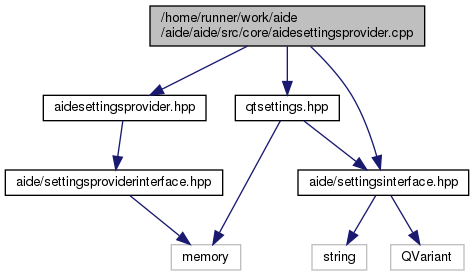 /home/runner/work/aide
/aide/aide/src/core/aidesettingsprovider.cpp
aidesettingsprovider.hpp
qtsettings.hpp
aide/settingsproviderinterface.hpp
aide/settingsinterface.hpp
memory
string
QVariant